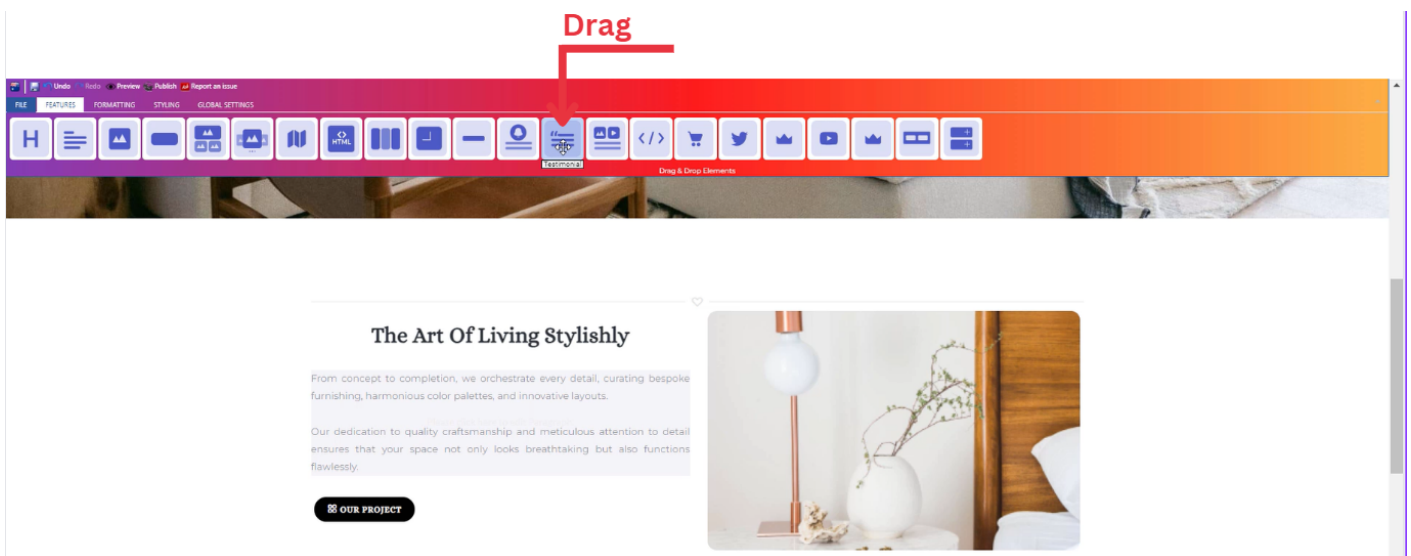 Drag
Undo Redo Preview Publish Report an issue
FILE FEATURES FORMATTING STYLING GLOBAL SETTINGS
H
HTML
</>
Testimonial
Drag & Drop Elements
The Art Of Living Stylishly
From concept to completion, we orchestrate every detail, curating bespoke
furnishing, harmonious color palettes, and innovative layouts.
Our dedication to quality craftsmanship and meticulous attention to detail
ensures that your space not only looks breathtaking but also functions
flawlessly.
OUR PROJECT